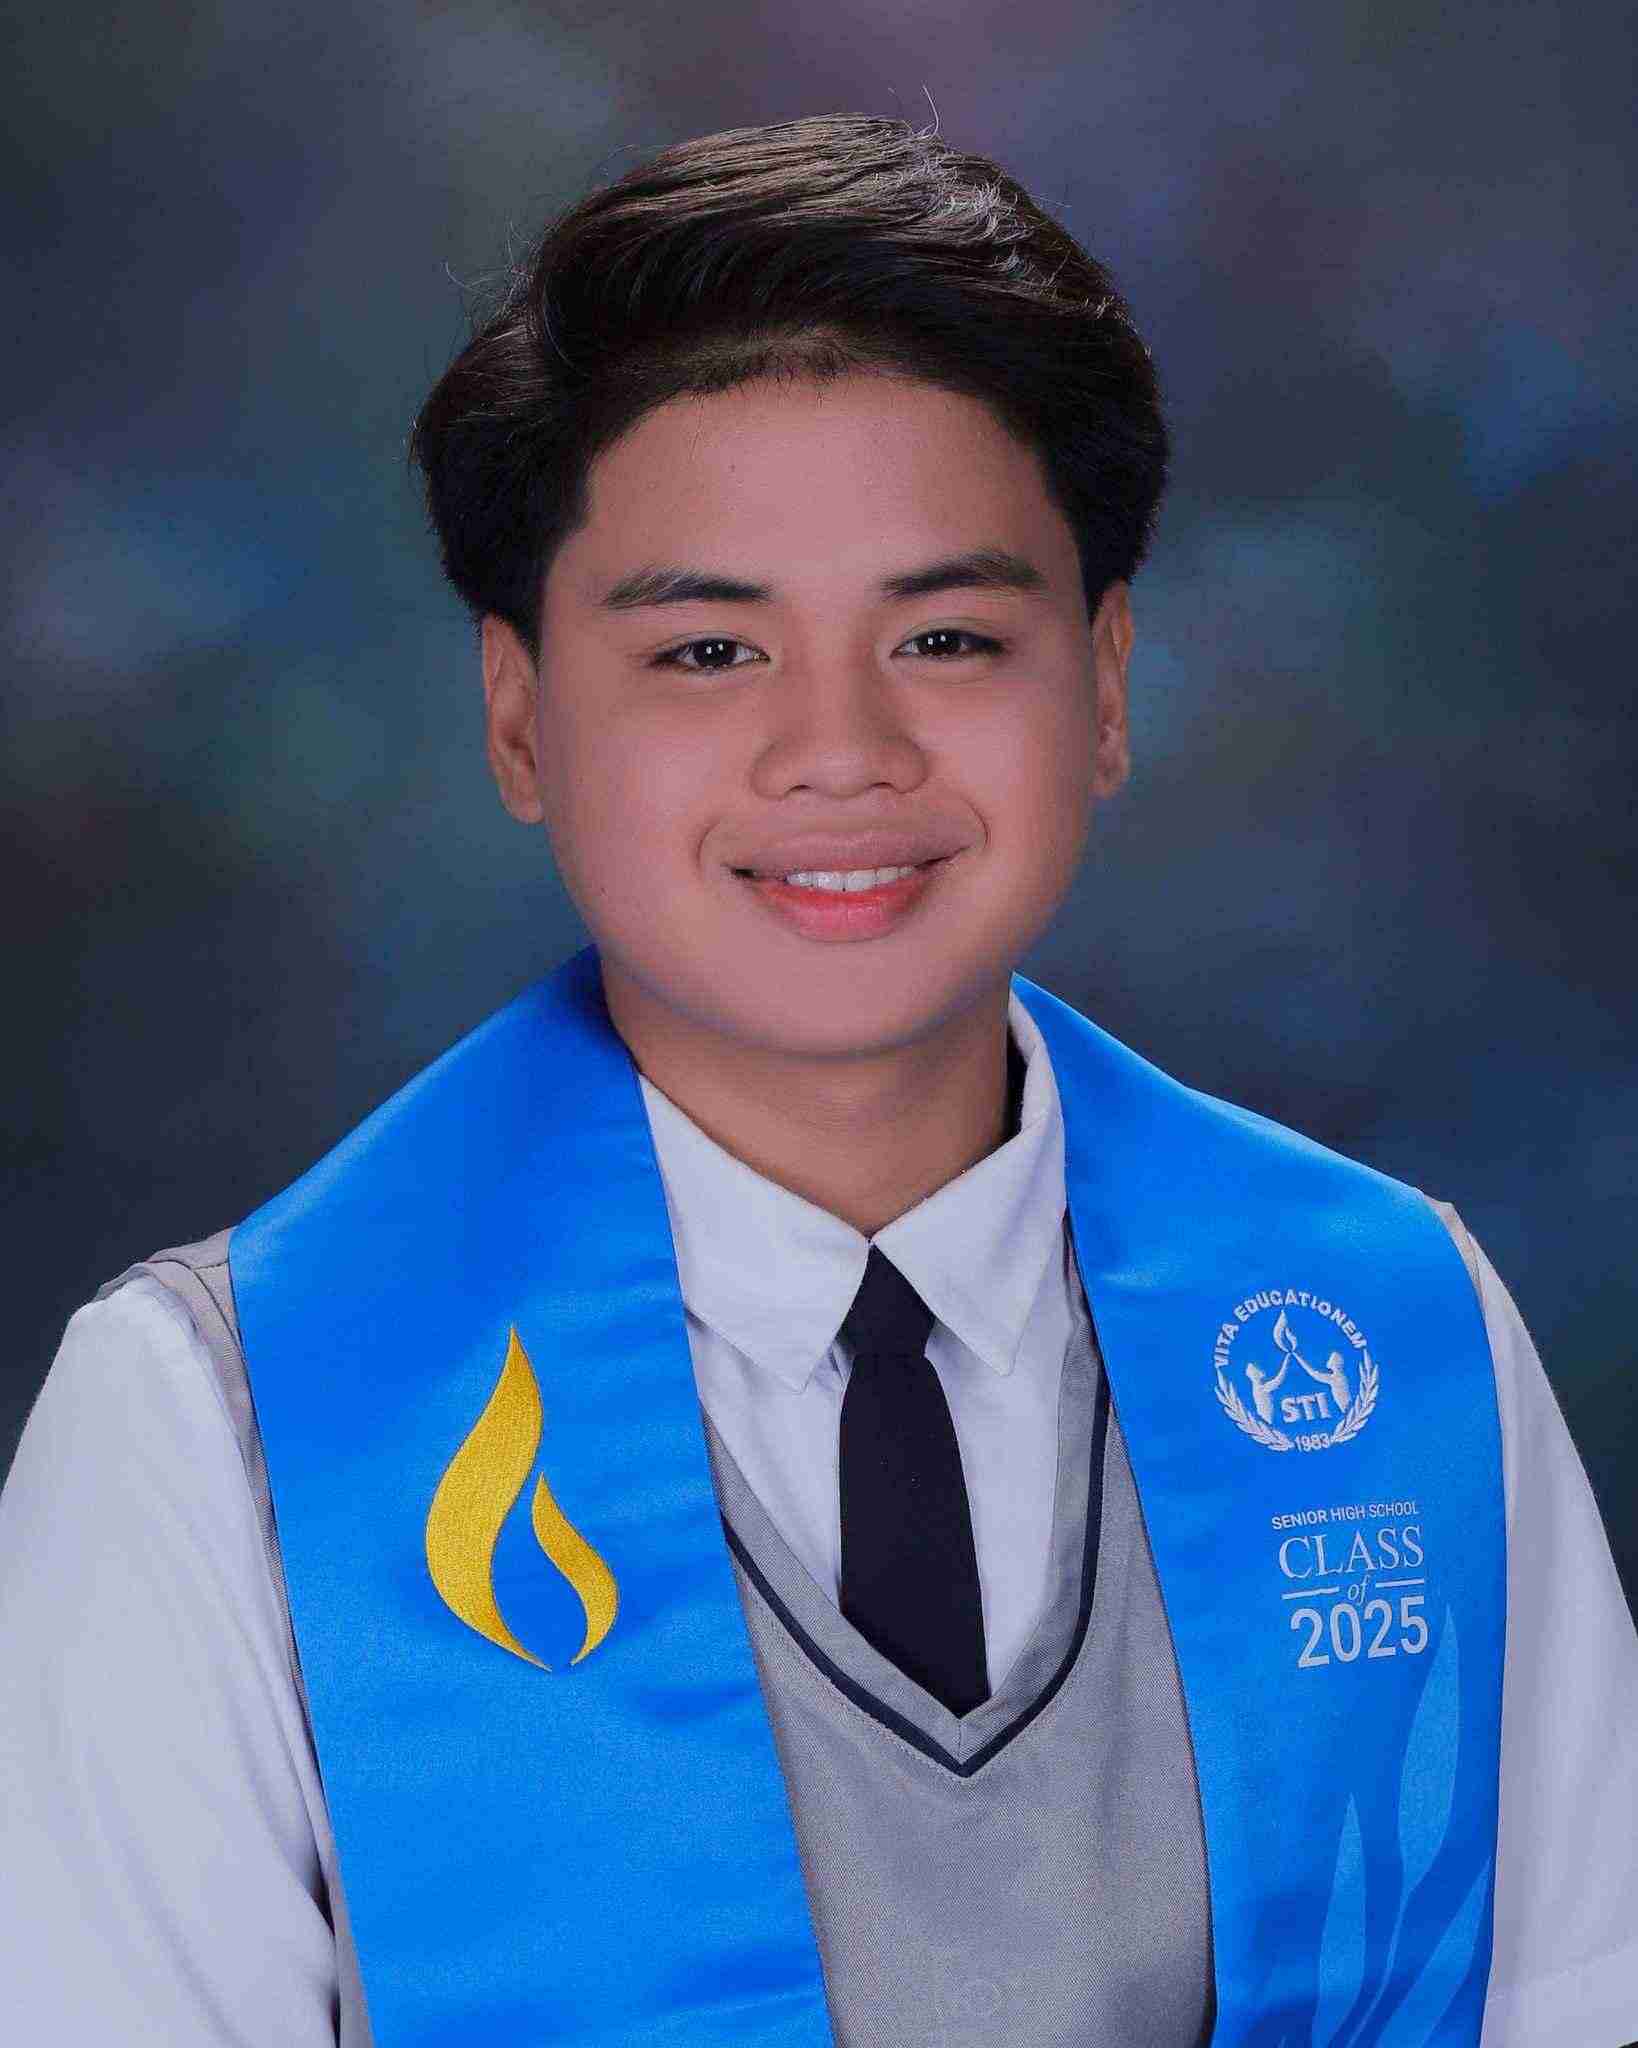 VITA EDUCATIONEM
STI
1983
SENIOR HIGH SCHOOL
CLASS
of
2025